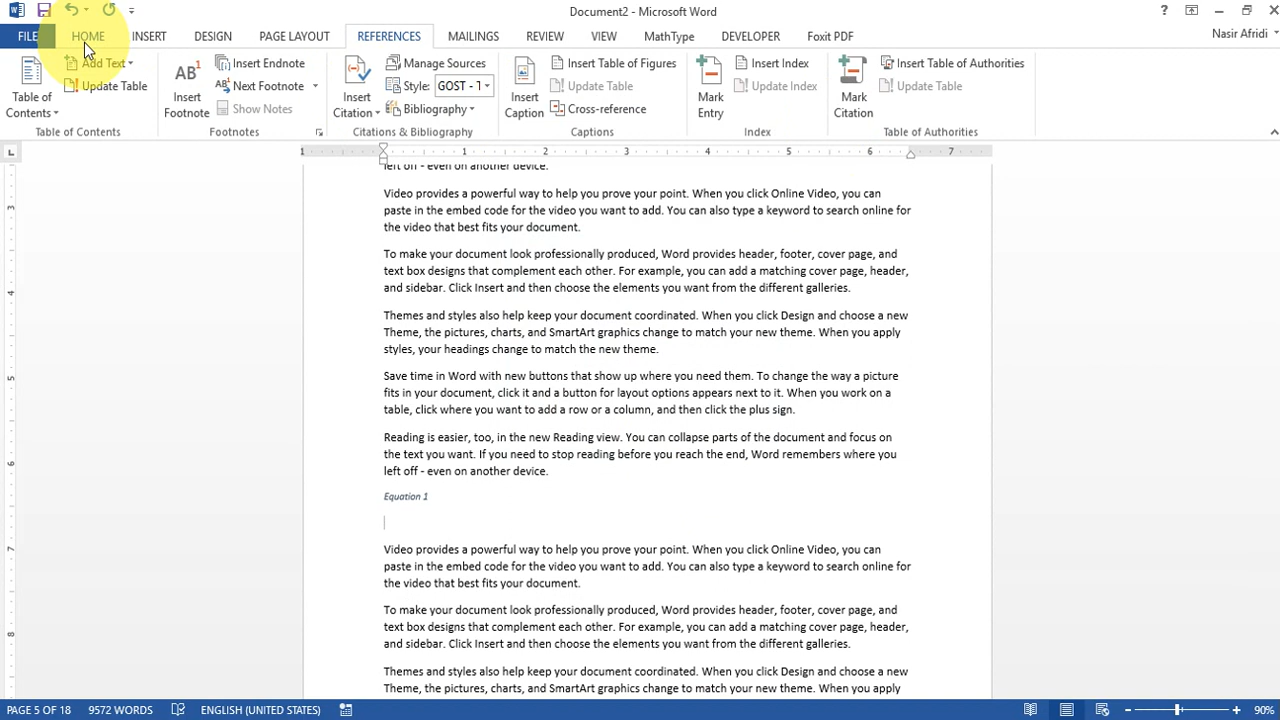 Document2 - Microsoft Word
?
FILE HOME INSERT DESIGN PAGE LAYOUT REFERENCES MAILINGS REVIEW VIEW MathType DEVELOPER Foxit PDF Nasir Afridi
Table of Contents
Add Text
Update Table
Table of Contents
AB1
Insert Footnote
Insert Endnote
Next Footnote
Show Notes
Footnotes
Insert Citation
Manage Sources
Style: GOST - T
Bibliography
Citations & Bibliography
Insert Caption
Insert Table of Figures
Update Table
Cross-reference
Captions
Mark Entry
Insert Index
Update Index
Index
Mark Citation
Insert Table of Authorities
Update Table
Table of Authorities
1 1 2 3 4 5 6 7
3
4
5
6
7
8
left off - even on another device.
Video provides a powerful way to help you prove your point. When you click Online Video, you can
paste in the embed code for the video you want to add. You can also type a keyword to search online for
the video that best fits your document.
To make your document look professionally produced, Word provides header, footer, cover page, and
text box designs that complement each other. For example, you can add a matching cover page, header,
and sidebar. Click Insert and then choose the elements you want from the different galleries.
Themes and styles also help keep your document coordinated. When you click Design and choose a new
Theme, the pictures, charts, and SmartArt graphics change to match your new theme. When you apply
styles, your headings change to match the new theme.
Save time in Word with new buttons that show up where you need them. To change the way a picture
fits in your document, click it and a button for layout options appears next to it. When you work on a
table, click where you want to add a row or a column, and then click the plus sign.
Reading is easier, too, in the new Reading view. You can collapse parts of the document and focus on
the text you want. If you need to stop reading before you reach the end, Word remembers where you
left off - even on another device.
Equation 1
Video provides a powerful way to help you prove your point. When you click Online Video, you can
paste in the embed code for the video you want to add. You can also type a keyword to search online for
the video that best fits your document.
To make your document look professionally produced, Word provides header, footer, cover page, and
text box designs that complement each other. For example, you can add a matching cover page, header,
and sidebar. Click Insert and then choose the elements you want from the different galleries.
Themes and styles also help keep your document coordinated. When you click Design and choose a new
Theme, the pictures, charts, and SmartArt graphics change to match your new theme. When you apply
PAGE 5 OF 18 9572 WORDS ENGLISH (UNITED STATES) 90%